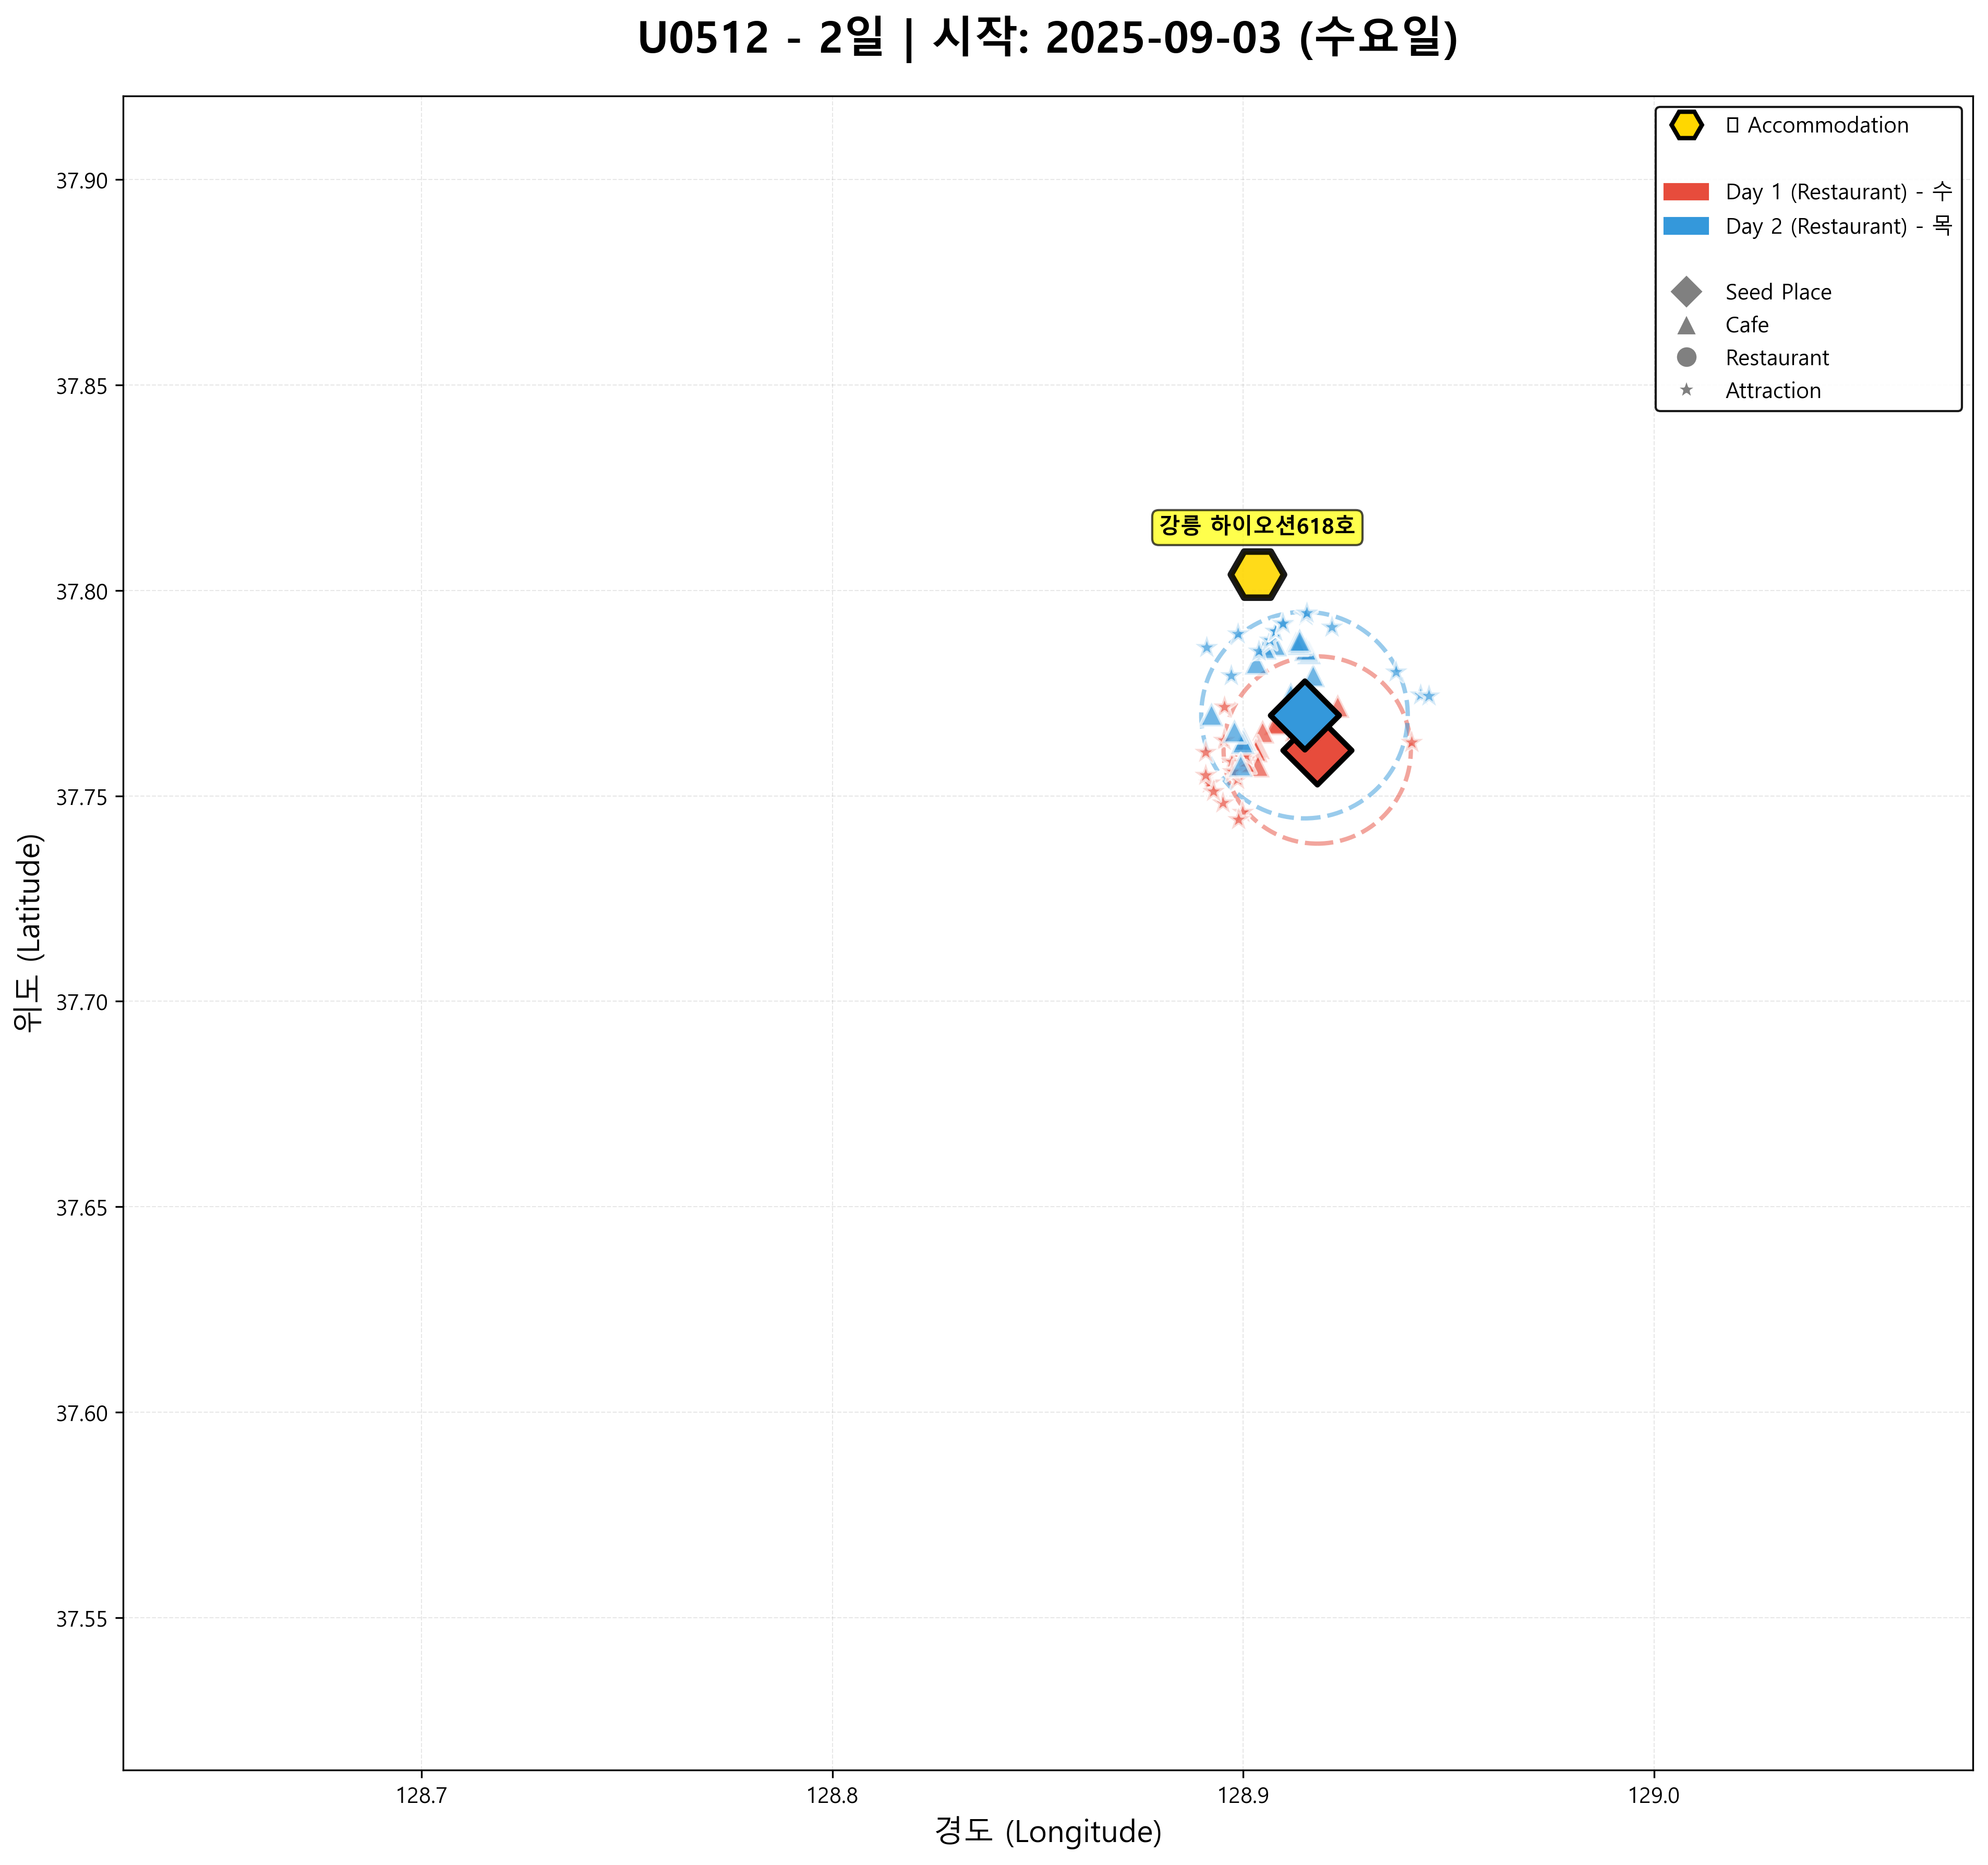 U0512 - 2일 | 시작: 2025-09-03 (수요일)
Accommodation
Day 1 (Restaurant) - 수
Day 2 (Restaurant) - 목
Seed Place
Cafe
Restaurant
Attraction
강릉 하이오션618호
37.90
37.85
37.80
37.75
37.70
37.65
37.60
37.55
위도 (Latitude)
128.7
128.8
128.9
129.0
경도 (Longitude)